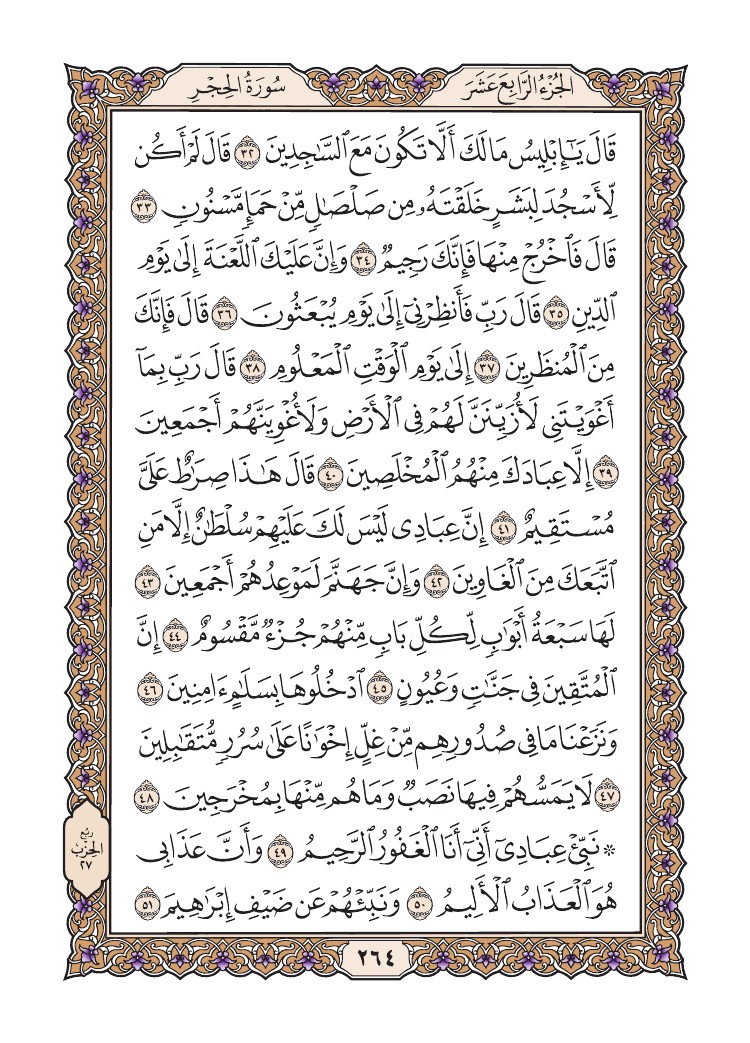 الجُزْءُ الرَّابِعَ عَشَرَ
سُورَةُ الحِجْرِ
قَالَ يَـٰٓإِبْلِيسُ مَا لَكَ أَلَّا تَكُونَ مَعَ ٱلسَّـٰجِدِينَ ٣٢ قَالَ لَمْ أَكُن
لِّأَسْجُدَ لِبَشَرٍ خَلَقْتَهُۥ مِن صَلْصَـٰلٍ مِّنْ حَمَإٍ مَّسْنُونٍ ٣٣
قَالَ فَٱخْرُجْ مِنْهَا فَإِنَّكَ رَجِيمٌ ٣٤ وَإِنَّ عَلَيْكَ ٱللَّعْنَةَ إِلَىٰ يَوْمِ
ٱلدِّينِ ٣٥ قَالَ رَبِّ فَأَنظِرْنِىٓ إِلَىٰ يَوْمِ يُبْعَثُونَ ٣٦ قَالَ فَإِنَّكَ
مِنَ ٱلْمُنظَرِينَ ٣٧ إِلَىٰ يَوْمِ ٱلْوَقْتِ ٱلْمَعْلُومِ ٣٨ قَالَ رَبِّ بِمَآ
أَغْوَيْتَنِى لَأُزَيِّنَنَّ لَهُمْ فِى ٱلْأَرْضِ وَلَأُغْوِيَنَّهُمْ أَجْمَعِينَ
٣٩ إِلَّا عِبَادَكَ مِنْهُمُ ٱلْمُخْلَصِينَ ٤٠ قَالَ هَـٰذَا صِرَٰطٌ عَلَىَّ
مُسْتَقِيمٌ ٤١ إِنَّ عِبَادِى لَيْسَ لَكَ عَلَيْهِمْ سُلْطَـٰنٌ إِلَّا مَنِ
ٱتَّبَعَكَ مِنَ ٱلْغَاوِينَ ٤٢ وَإِنَّ جَهَنَّمَ لَمَوْعِدُهُمْ أَجْمَعِينَ ٤٣
لَهَا سَبْعَةُ أَبْوَٰبٍ لِّكُلِّ بَابٍ مِّنْهُمْ جُزْءٌ مَّقْسُومٌ ٤٤ إِنَّ
ٱلْمُتَّقِينَ فِى جَنَّـٰتٍ وَعُيُونٍ ٤٥ ٱدْخُلُوهَا بِسَلَـٰمٍ ءَامِنِينَ ٤٦
وَنَزَعْنَا مَا فِى صُدُورِهِم مِّنْ غِلٍّ إِخْوَٰنًا عَلَىٰ سُرُرٍ مُّتَقَـٰبِلِينَ
٤٧ لَا يَمَسُّهُمْ فِيهَا نَصَبٌ وَمَا هُم مِّنْهَا بِمُخْرَجِينَ ٤٨
۞ نَبِّئْ عِبَادِىٓ أَنِّىٓ أَنَا ٱلْغَفُورُ ٱلرَّحِيمُ ٤٩ وَأَنَّ عَذَابِى
هُوَ ٱلْعَذَابُ ٱلْأَلِيمُ ٥٠ وَنَبِّئْهُمْ عَن ضَيْفِ إِبْرَٰهِيمَ ٥١
ربع
الحِزْب
٢٧
٢٦٤